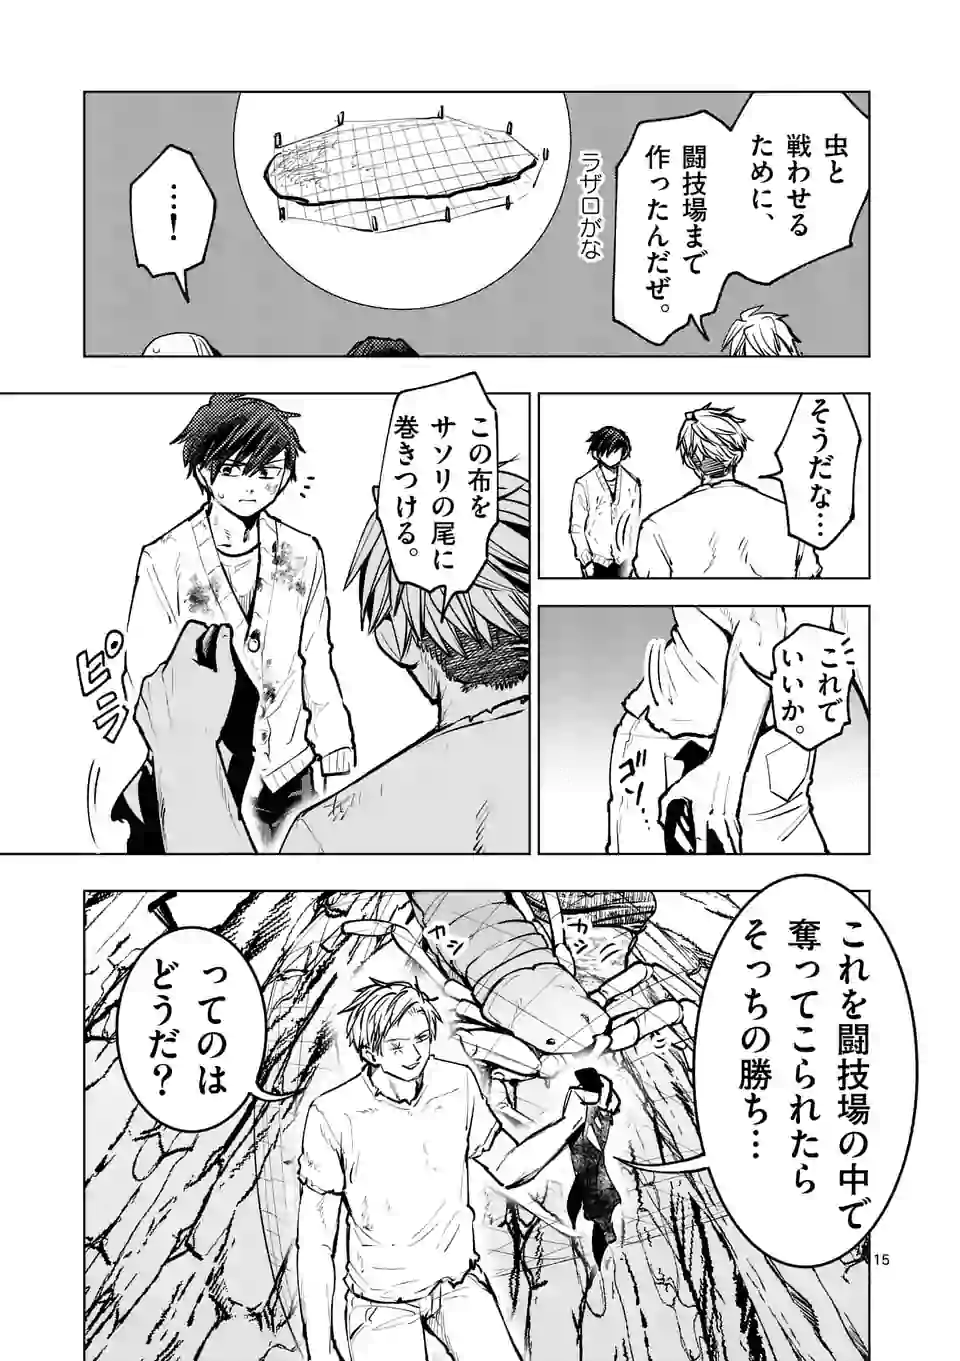 虫と
戦わせる
ために、
闘技場まで
作ったんだぜ。
ラザロがな
…！
そうだな…
これで
いいか。
ゴソ
この布を
サソリの尾に
巻きつける。
ピラ
これを闘技場の中で
奪ってこられたら
そっちの勝ち…
カシ
カシ
ってのは
どうだ？
15